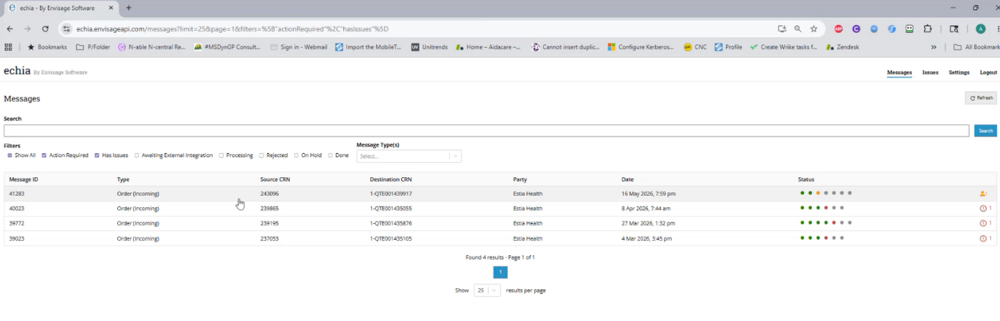 echia - By Envisage Software
echia.envisageapi.com/messages?limit=25&page=1&filters=%5B"actionRequired"%2C"hasIssues"%5D
Bookmarks P/Folder N-able N-central Re... #MSDynGP Consult... Sign in - Webmail Import the MobileT... Unitrends Home – Aidacare –... Cannot insert duplic... Configure Kerberos... CNC Profile Create Wrike tasks f... Zendesk » All Bookmark
echia By Envisage Software
Messages Issues Settings Logout
Messages
Refresh
Search
Search
Filters Message Type(s)
Show All Action Required Has Issues Awaiting External Integration Processing Rejected On Hold Done Select...
Message ID Type Source CRN Destination CRN Party Date Status
41283 Order (Incoming) 243096 1-QTE001439917 Estia Health 16 May 2026, 7:59 pm
40023 Order (Incoming) 239865 1-QTE001435055 Estia Health 8 Apr 2026, 7:44 am 1
39772 Order (Incoming) 239195 1-QTE001435876 Estia Health 27 Mar 2026, 1:32 pm 1
39023 Order (Incoming) 237053 1-QTE001435105 Estia Health 4 Mar 2026, 3:45 pm 1
Found 4 results - Page 1 of 1
1
Show 25 results per page